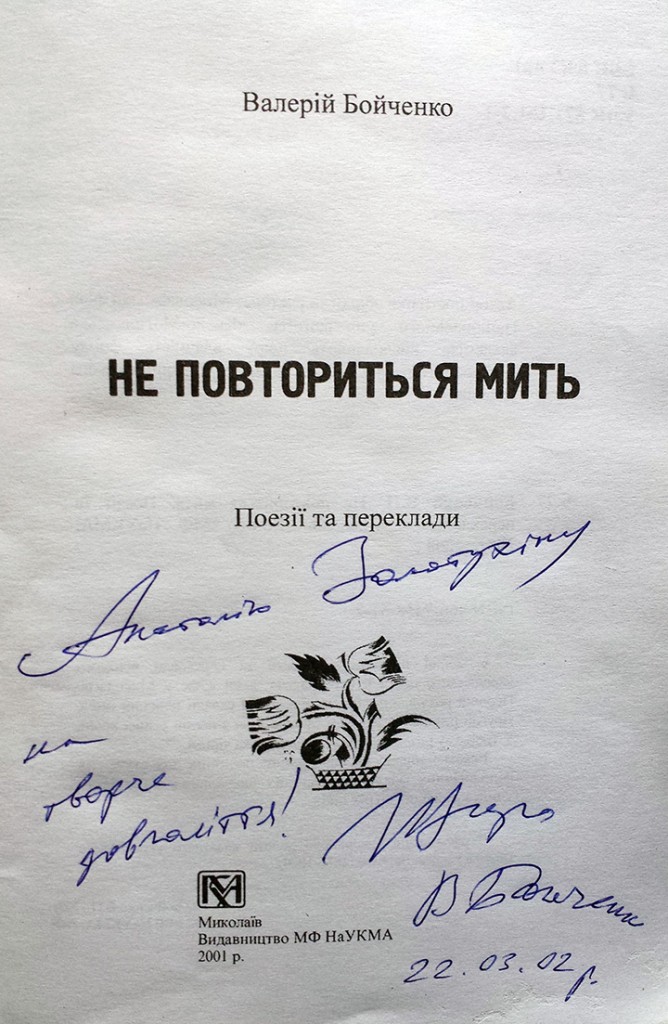 Валерій Бойченко
НЕ ПОВТОРИТЬСЯ МИТЬ
Поезії та переклади
Анатолію Золотухіну
на
творче
довголіття!
Щиро
В Бойченко
Миколаїв
Видавництво МФ НаУКМА
2001 р.
22.03.02 р.